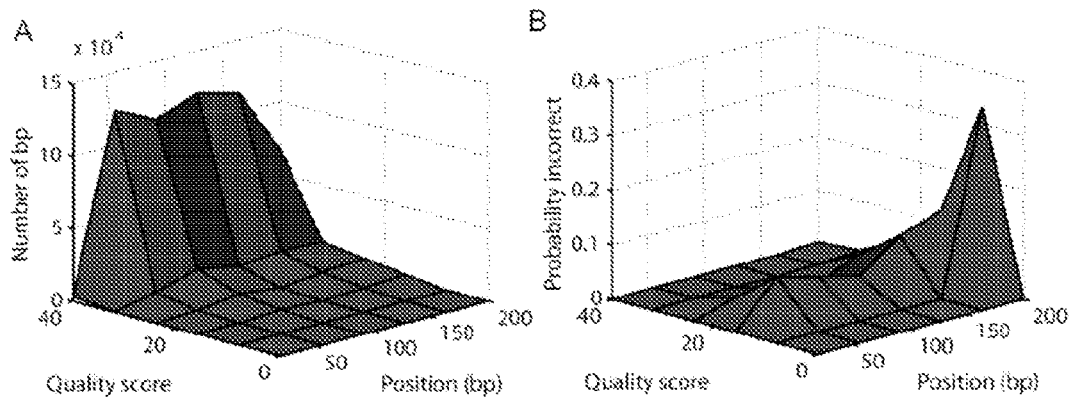 A
x 10⁻⁴
15
10
5
0
Number of bp
40
20
0
Quality score
50
100
150
200
Position (bp)
B
0.4
0.3
0.2
0.1
0
Probability incorrect
40
20
0
Quality score
50
100
150
200
Position (bp)